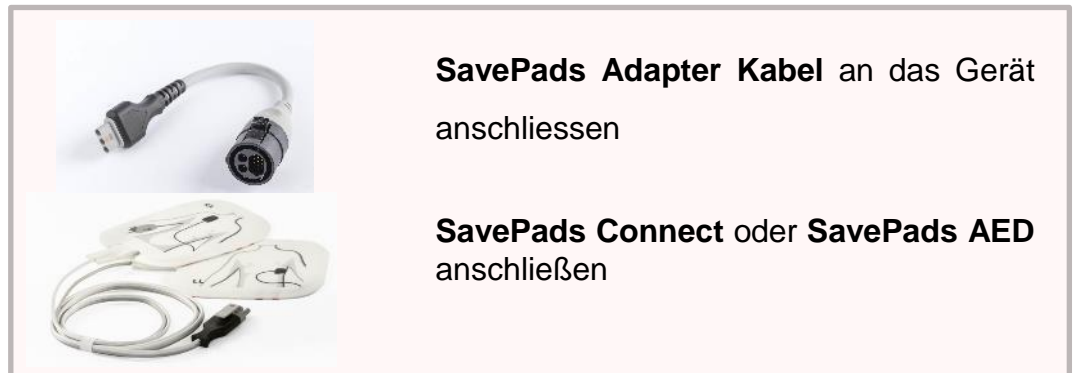 SavePads Adapter Kabel an das Gerät
anschliessen
SavePads Connect oder SavePads AED
anschließen